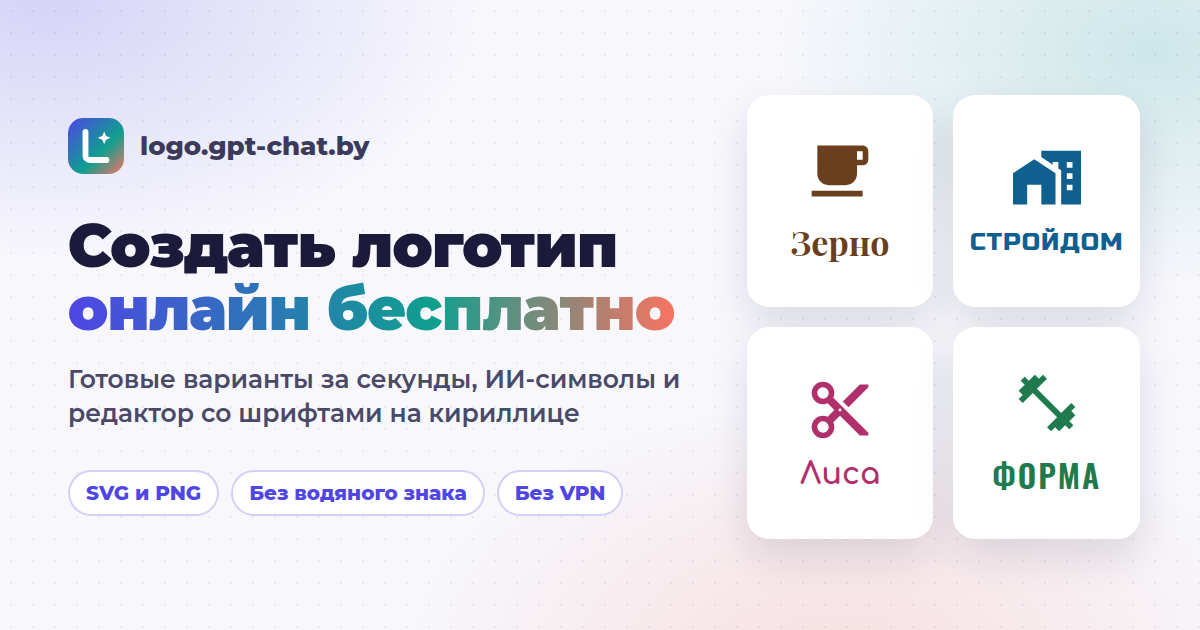 logo.gpt-chat.by
Создать логотип
онлайн бесплатно
Готовые варианты за секунды, ИИ-символы и
редактор со шрифтами на кириллице
SVG и PNG
Без водяного знака
Без VPN
Зерно
СТРОЙДОМ
Лиса
ФОРМА